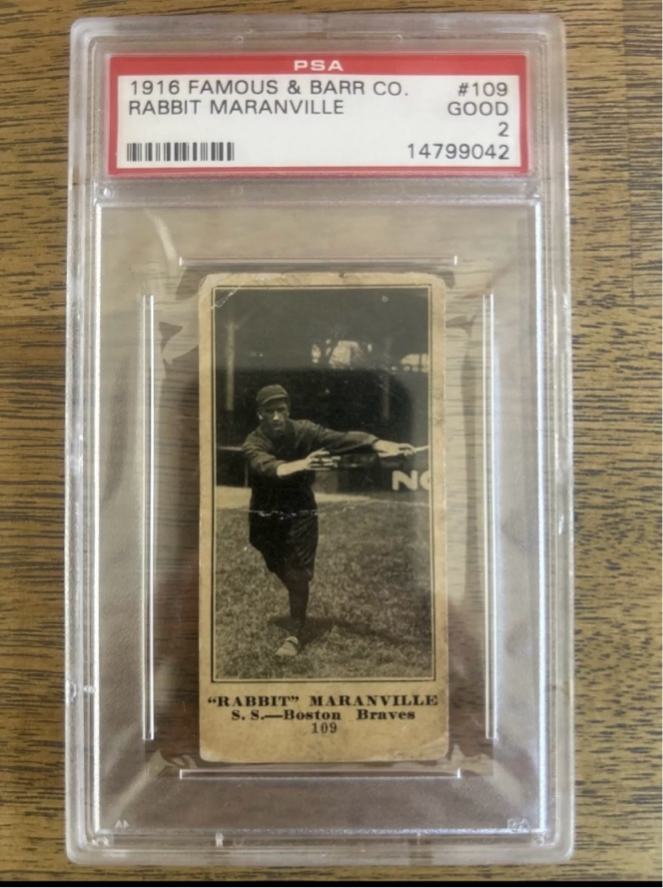 PSA
1916 FAMOUS & BARR CO. #109
RABBIT MARANVILLE GOOD
2
14799042
NO
"RABBIT" MARANVILLE
S. S.—Boston Braves
109